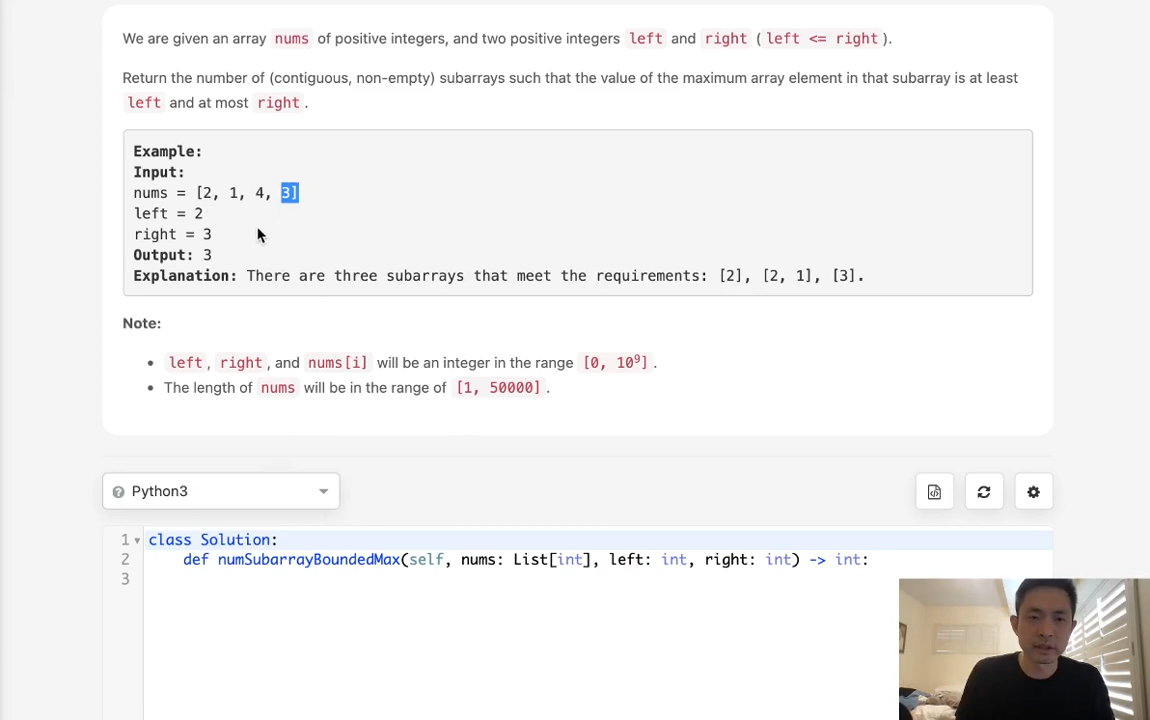 We are given an array nums of positive integers, and two positive integers left and right ( left <= right ).
Return the number of (contiguous, non-empty) subarrays such that the value of the maximum array element in that subarray is at least
left and at most right .
Example:
Input:
nums = [2, 1, 4, 3]
left = 2
right = 3
Output: 3
Explanation: There are three subarrays that meet the requirements: [2], [2, 1], [3].
Note:
• left , right , and nums[i] will be an integer in the range [0, 10⁹] .
• The length of nums will be in the range of [1, 50000] .
Python3
1 class Solution:
2 def numSubarrayBoundedMax(self, nums: List[int], left: int, right: int) -> int:
3